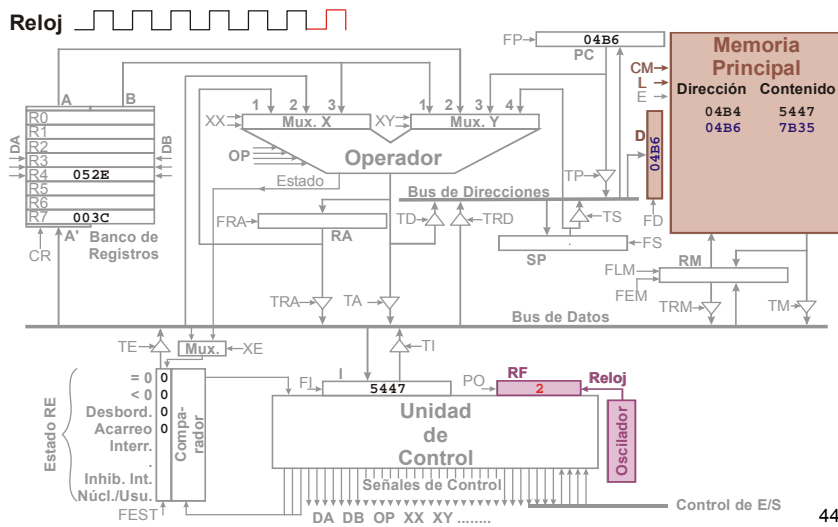 Reloj
FP
04B6
PC
Memoria
Principal
CM
L
E
Dirección Contenido
04B4 5447
04B6 7B35
D
04B6
FD
A B
R0
R1
R2
R3
R4 052E
R5
R6
R7 003C
DA
DB
A'
CR
Banco de
Registros
1 2 3
XX
Mux. X
1 2 3 4
XY
Mux. Y
OP
Operador
Estado
TP
Bus de Direcciones
FRA
RA
TD
TRD
TS
SP
FS
FLM
FEM
RM
TRA
TA
TRM
TM
Bus de Datos
TE
Mux.
XE
TI
Estado RE
= 0 0
< 0 0
Desbord. 0
Acarreo 0
Interr.
.
Inhib. Int.
Núcl./Usu.
Compa-
rador
FEST
I
FI
5447
PO
RF
2
Reloj
Oscilador
Unidad
de
Control
Señales de Control
DA DB OP XX XY ........
Control de E/S
44